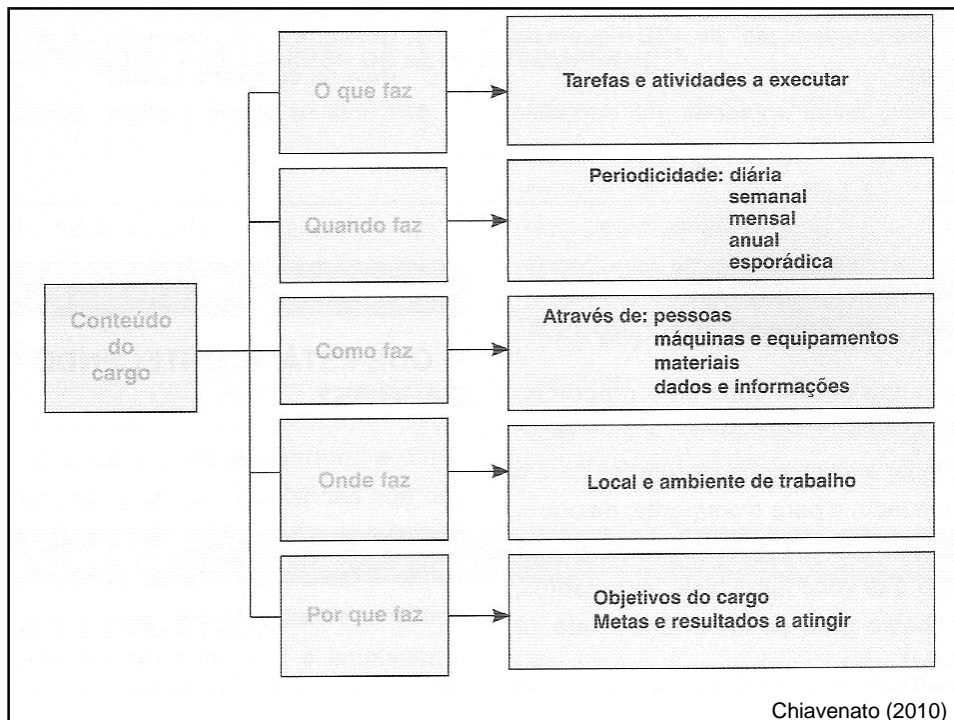 O que faz
Tarefas e atividades a executar
Quando faz
Periodicidade: diária
semanal
mensal
anual
esporádica
Conteúdo
do
cargo
Como faz
Através de: pessoas
máquinas e equipamentos
materiais
dados e informações
Onde faz
Local e ambiente de trabalho
Por que faz
Objetivos do cargo
Metas e resultados a atingir
Chiavenato (2010)